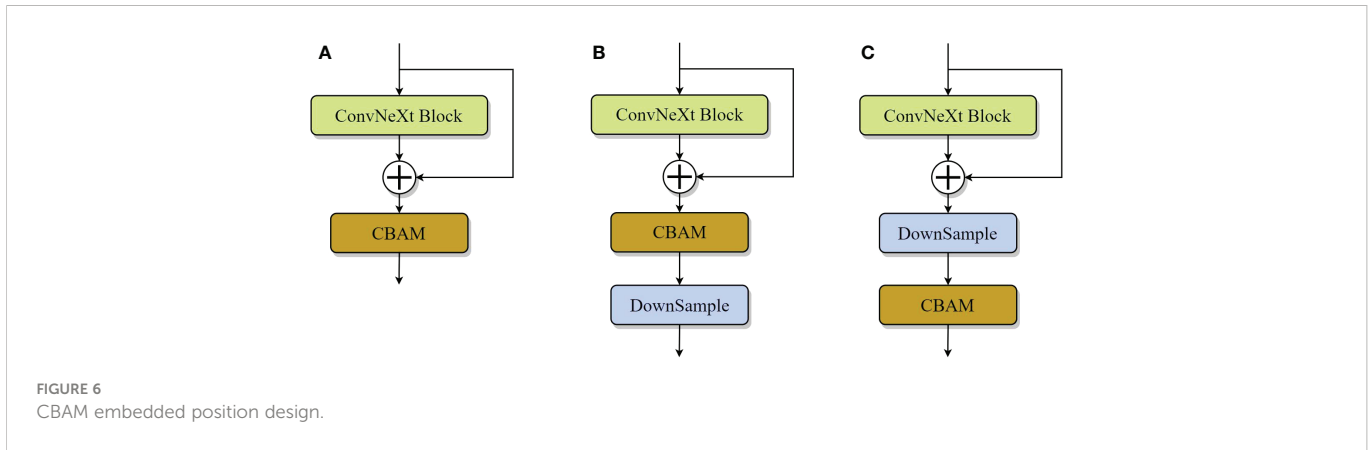 A
ConvNeXt Block
CBAM
B
ConvNeXt Block
CBAM
DownSample
C
ConvNeXt Block
DownSample
CBAM
FIGURE 6
CBAM embedded position design.